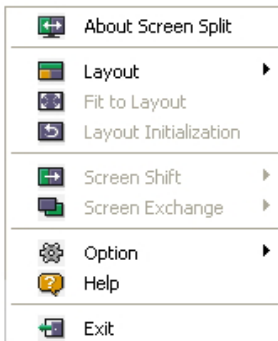 About Screen Split
Layout
Fit to Layout
Layout Initialization
Screen Shift
Screen Exchange
Option
Help
Exit